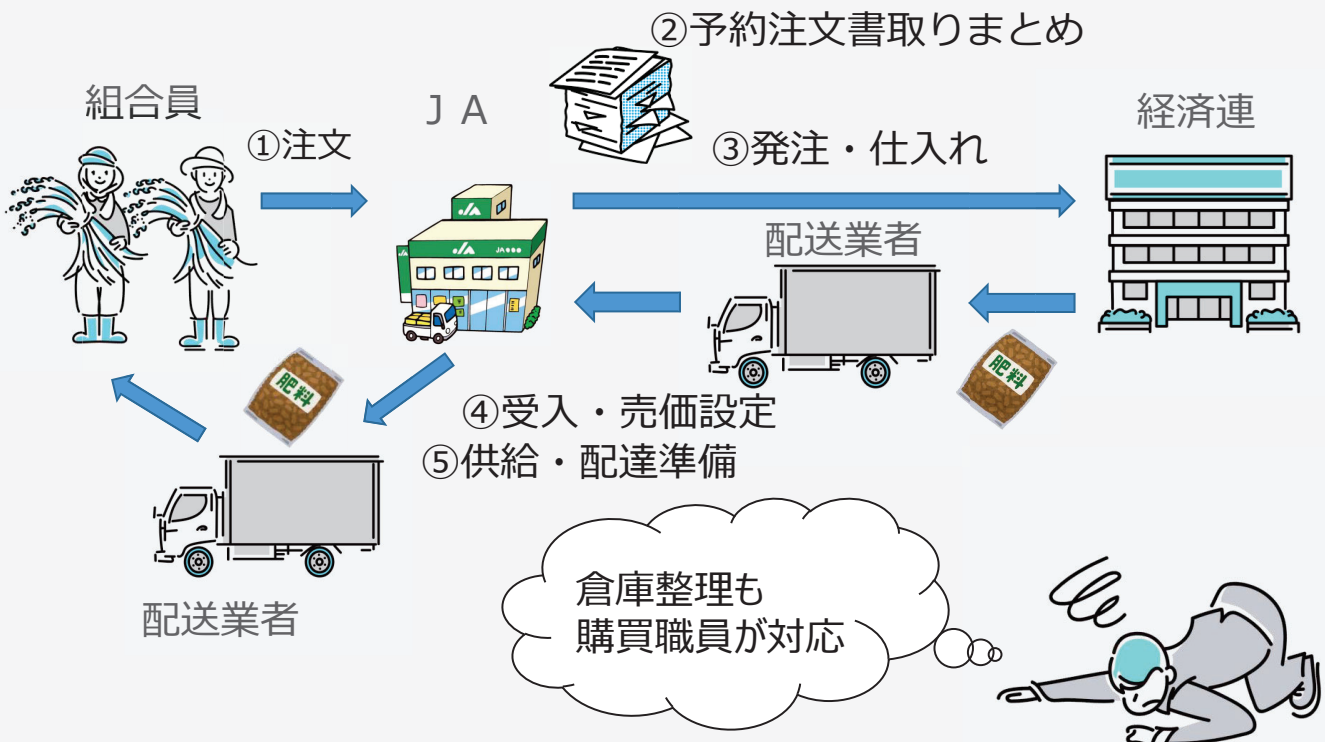 ②予約注文書取りまとめ
組合員
ＪＡ
経済連
①注文
③発注・仕入れ
JA
JA
JA●●●
配送業者
肥料
肥料
④受入・売価設定
⑤供給・配達準備
配送業者
倉庫整理も
購買職員が対応